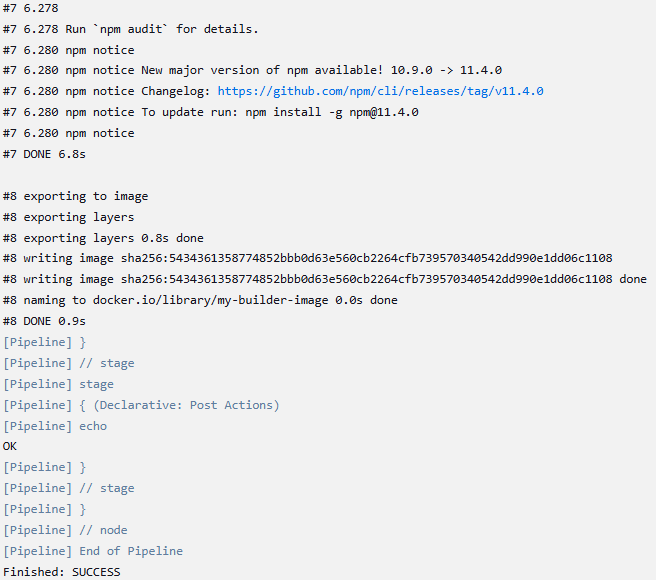 #7 6.278
#7 6.278 Run `npm audit` for details.
#7 6.280 npm notice
#7 6.280 npm notice New major version of npm available! 10.9.0 -> 11.4.0
#7 6.280 npm notice Changelog: https://github.com/npm/cli/releases/tag/v11.4.0
#7 6.280 npm notice To update run: npm install -g npm@11.4.0
#7 6.280 npm notice
#7 DONE 6.8s

#8 exporting to image
#8 exporting layers
#8 exporting layers 0.8s done
#8 writing image sha256:5434361358774852bbb0d63e560cb2264cfb739570340542dd990e1dd06c1108
#8 writing image sha256:5434361358774852bbb0d63e560cb2264cfb739570340542dd990e1dd06c1108 done
#8 naming to docker.io/library/my-builder-image 0.0s done
#8 DONE 0.9s
[Pipeline] }
[Pipeline] // stage
[Pipeline] stage
[Pipeline] { (Declarative: Post Actions)
[Pipeline] echo
OK
[Pipeline] }
[Pipeline] // stage
[Pipeline] }
[Pipeline] // node
[Pipeline] End of Pipeline
Finished: SUCCESS